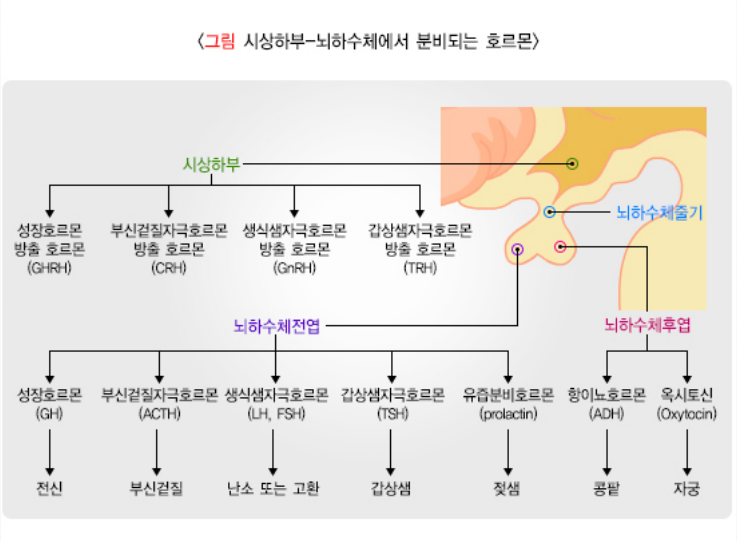 <그림 시상하부-뇌하수체에서 분비되는 호르몬>
시상하부
뇌하수체줄기
성장호르몬
방출 호르몬
(GHRH)
부신겉질자극호르몬
방출 호르몬
(CRH)
생식샘자극호르몬
방출 호르몬
(GnRH)
갑상샘자극호르몬
방출 호르몬
(TRH)
뇌하수체전엽
뇌하수체후엽
성장호르몬
(GH)
부신겉질자극호르몬
(ACTH)
생식샘자극호르몬
(LH, FSH)
갑상샘자극호르몬
(TSH)
유즙분비호르몬
(prolactin)
항이뇨호르몬
(ADH)
옥시토신
(Oxytocin)
전신
부신겉질
난소 또는 고환
갑상샘
젖샘
콩팥
자궁